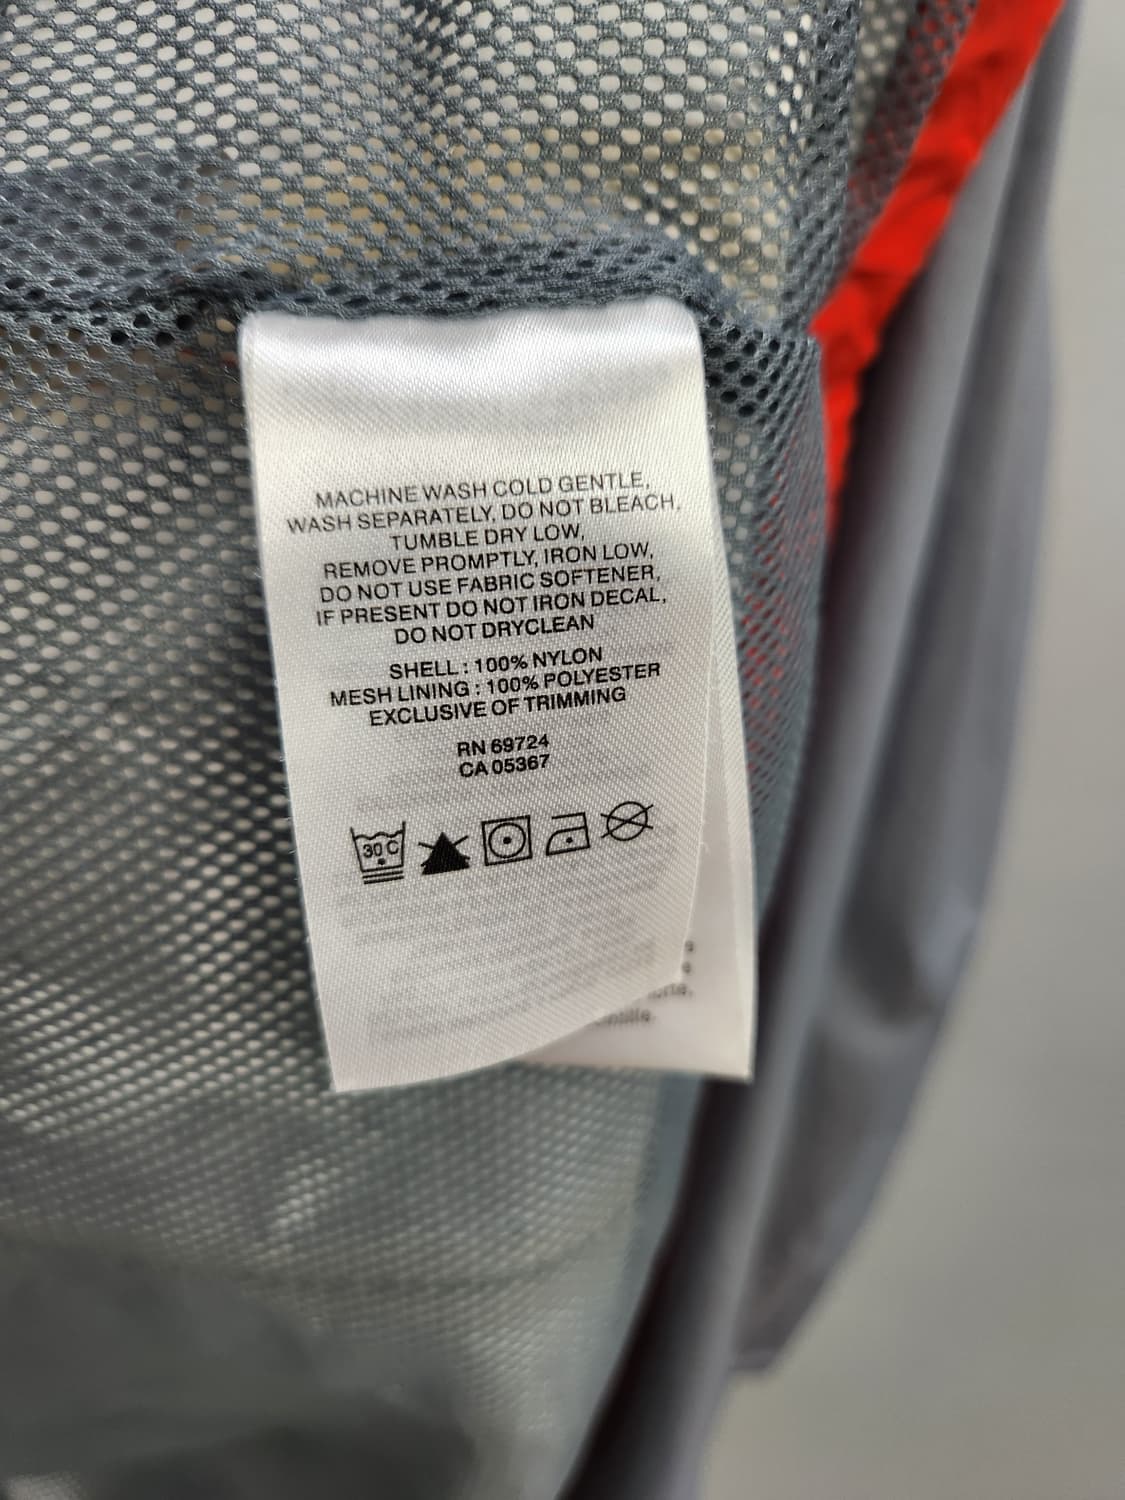 MACHINE WASH COLD GENTLE,
WASH SEPARATELY, DO NOT BLEACH,
TUMBLE DRY LOW,
REMOVE PROMPTLY, IRON LOW,
DO NOT USE FABRIC SOFTENER,
IF PRESENT DO NOT IRON DECAL,
DO NOT DRYCLEAN
SHELL : 100% NYLON
MESH LINING : 100% POLYESTER
EXCLUSIVE OF TRIMMING
RN 69724
CA 05367
30 C